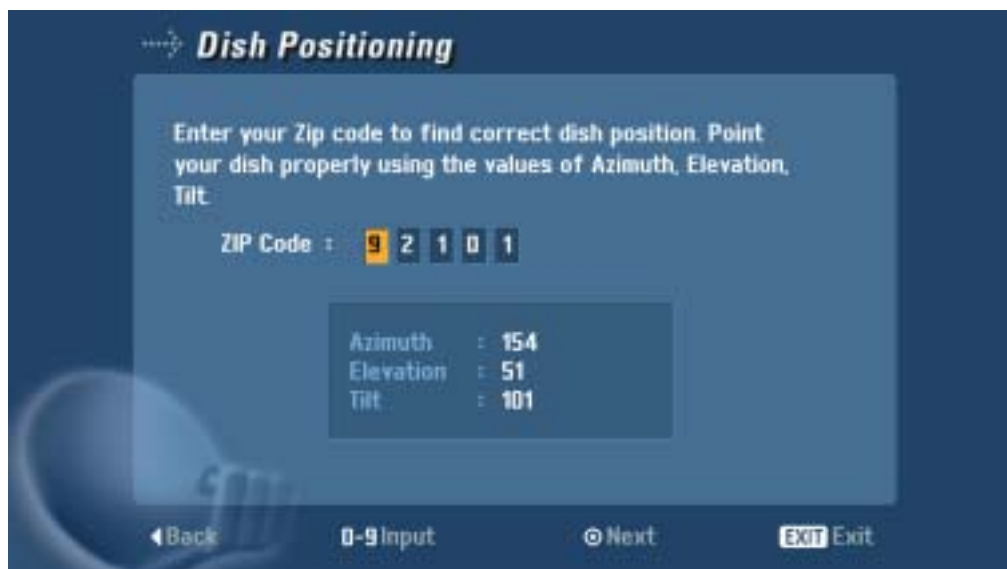 Dish Positioning
Enter your Zip code to find correct dish position. Point
your dish properly using the values of Azimuth, Elevation,
Tilt.
ZIP Code : 9 2 1 0 1
Azimuth : 154
Elevation : 51
Tilt : 101
Back 0-9 Input Next EXIT Exit